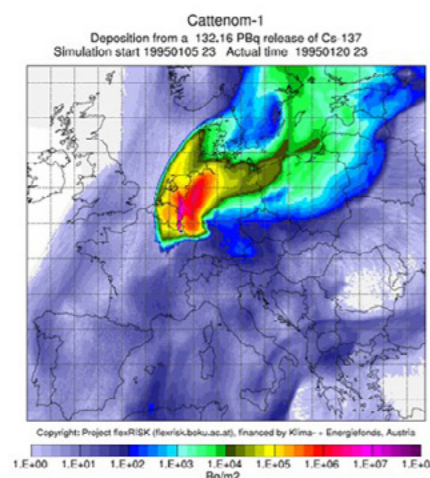 Cattenom-1
Deposition from a 132.16 PBq release of Cs-137
Simulation start 19950105 23 Actual time 19950120 23
Copyright: Project flexRISK (flexrisk.boku.ac.at), financed by Klima- + Energiefonds, Austria
1.E+00 1.E+01 1.E+02 1.E+03 1.E+04 1.E+05 1.E+06 1.E+07 1.E+0
Bq/m2